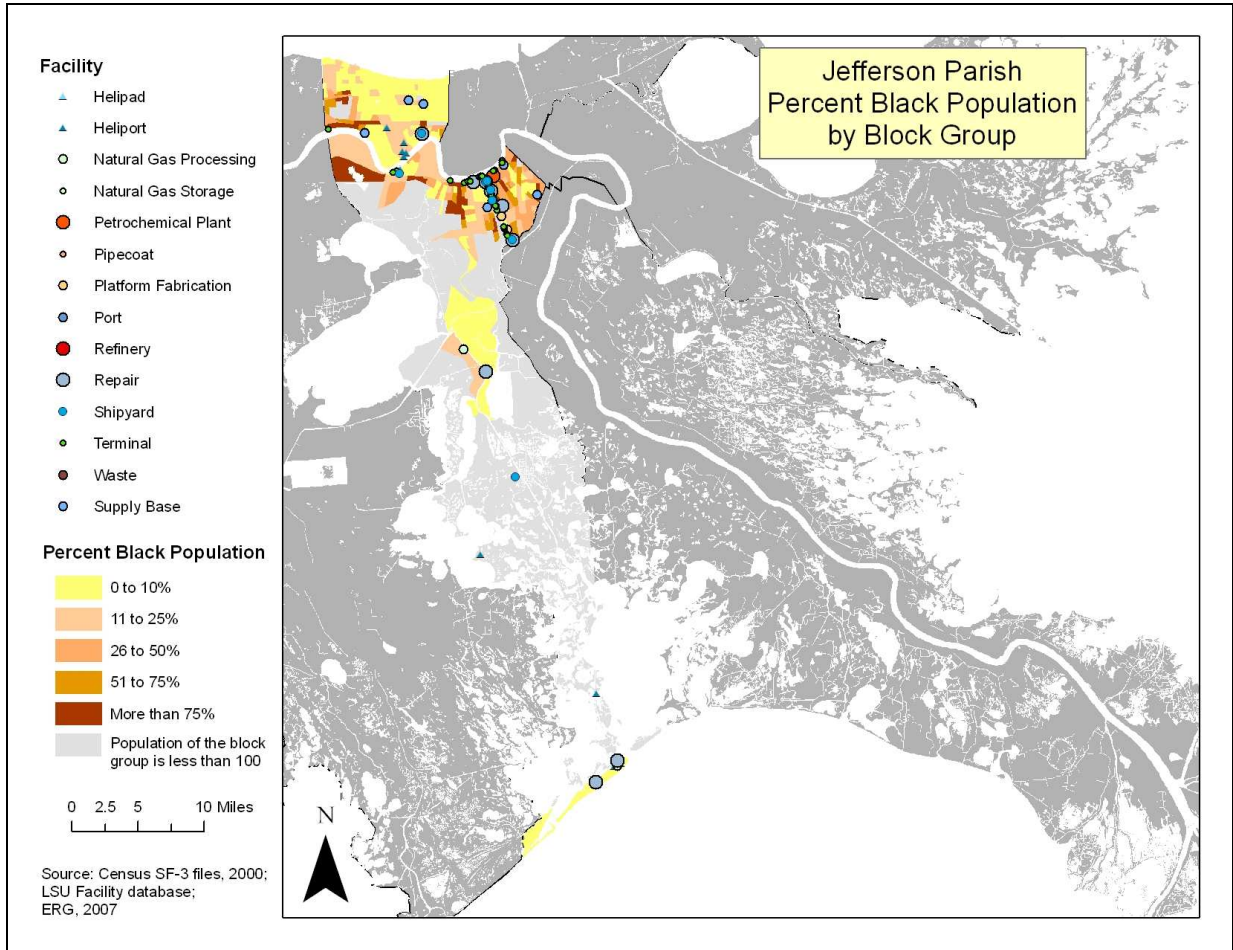 Jefferson Parish
Percent Black Population
by Block Group
Facility
Helipad
Heliport
Natural Gas Processing
Natural Gas Storage
Petrochemical Plant
Pipecoat
Platform Fabrication
Port
Refinery
Repair
Shipyard
Terminal
Waste
Supply Base
Percent Black Population
0 to 10%
11 to 25%
26 to 50%
51 to 75%
More than 75%
Population of the block
group is less than 100
0 2.5 5 10 Miles
N
Source: Census SF-3 files, 2000;
LSU Facility database;
ERG, 2007